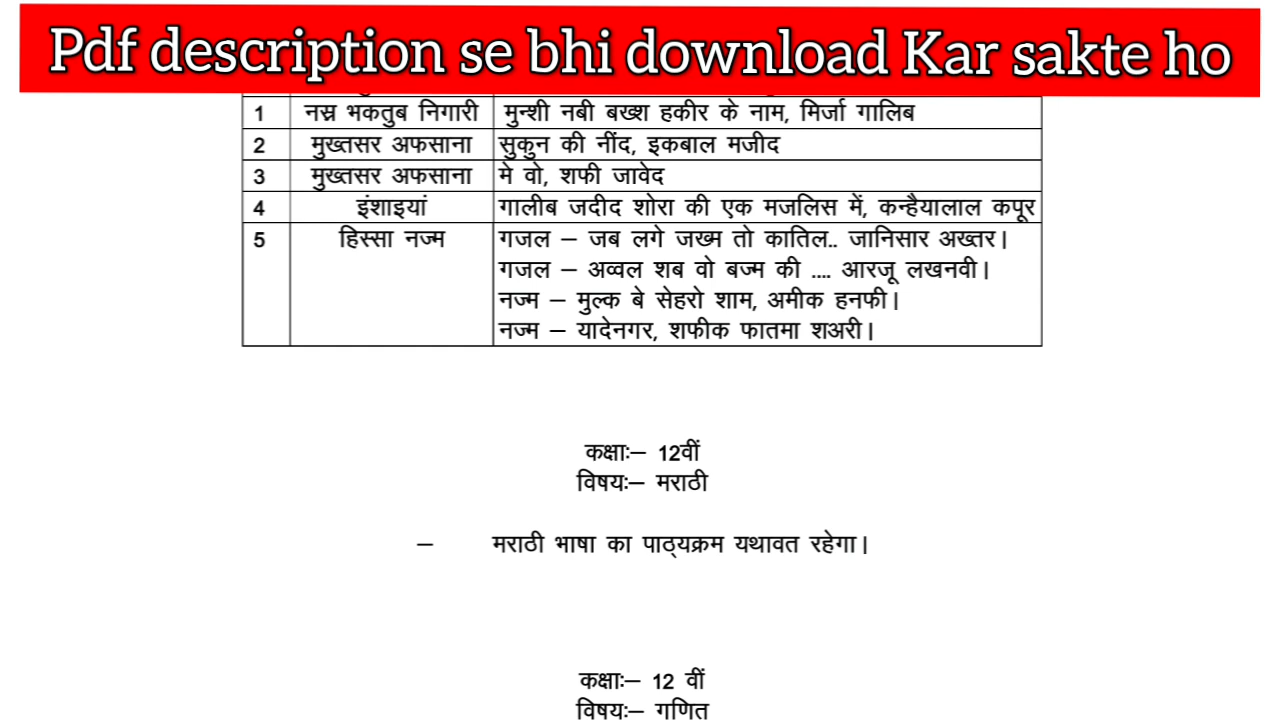 Pdf description se bhi download Kar sakte ho
1 नस्र भकतुब निगारी मुन्शी नबी बख्श हकीर के नाम, मिर्जा गालिब
2 मुख्तसर अफसाना सुकुन की नींद, इकबाल मजीद
3 मुख्तसर अफसाना मे वो, शफी जावेद
4 इंशाइयां गालीब जदीद शोरा की एक मजलिस में, कन्हैयालाल कपूर
5 हिस्सा नज्म गजल – जब लगे जख्म तो कातिल.. जानिसार अख्तर।
गजल – अव्वल शब वो बज्म की .... आरजू लखनवी।
नज्म – मुल्क बे सेहरो शाम, अमीक हनफी।
नज्म – यादेनगर, शफीक फातमा शअरी।
कक्षाः– 12वीं
विषयः– मराठी
– मराठी भाषा का पाठ्यक्रम यथावत रहेगा।
कक्षाः– 12 वीं
विषयः– गणित